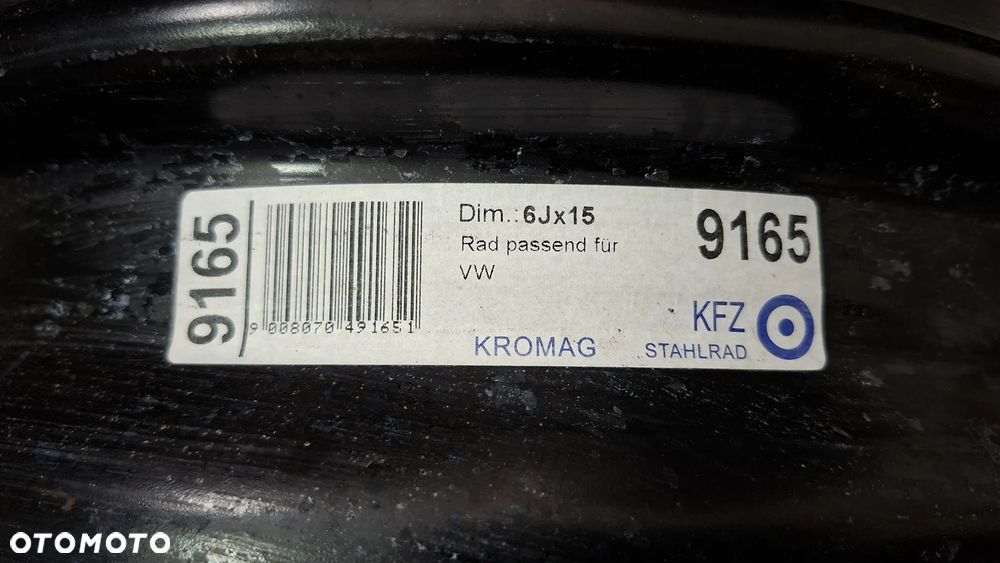 9165
9 008070 491651
Dim.:6Jx15
Rad passend für
VW
KROMAG
9165
KFZ
STAHLRAD
OTOMOTO